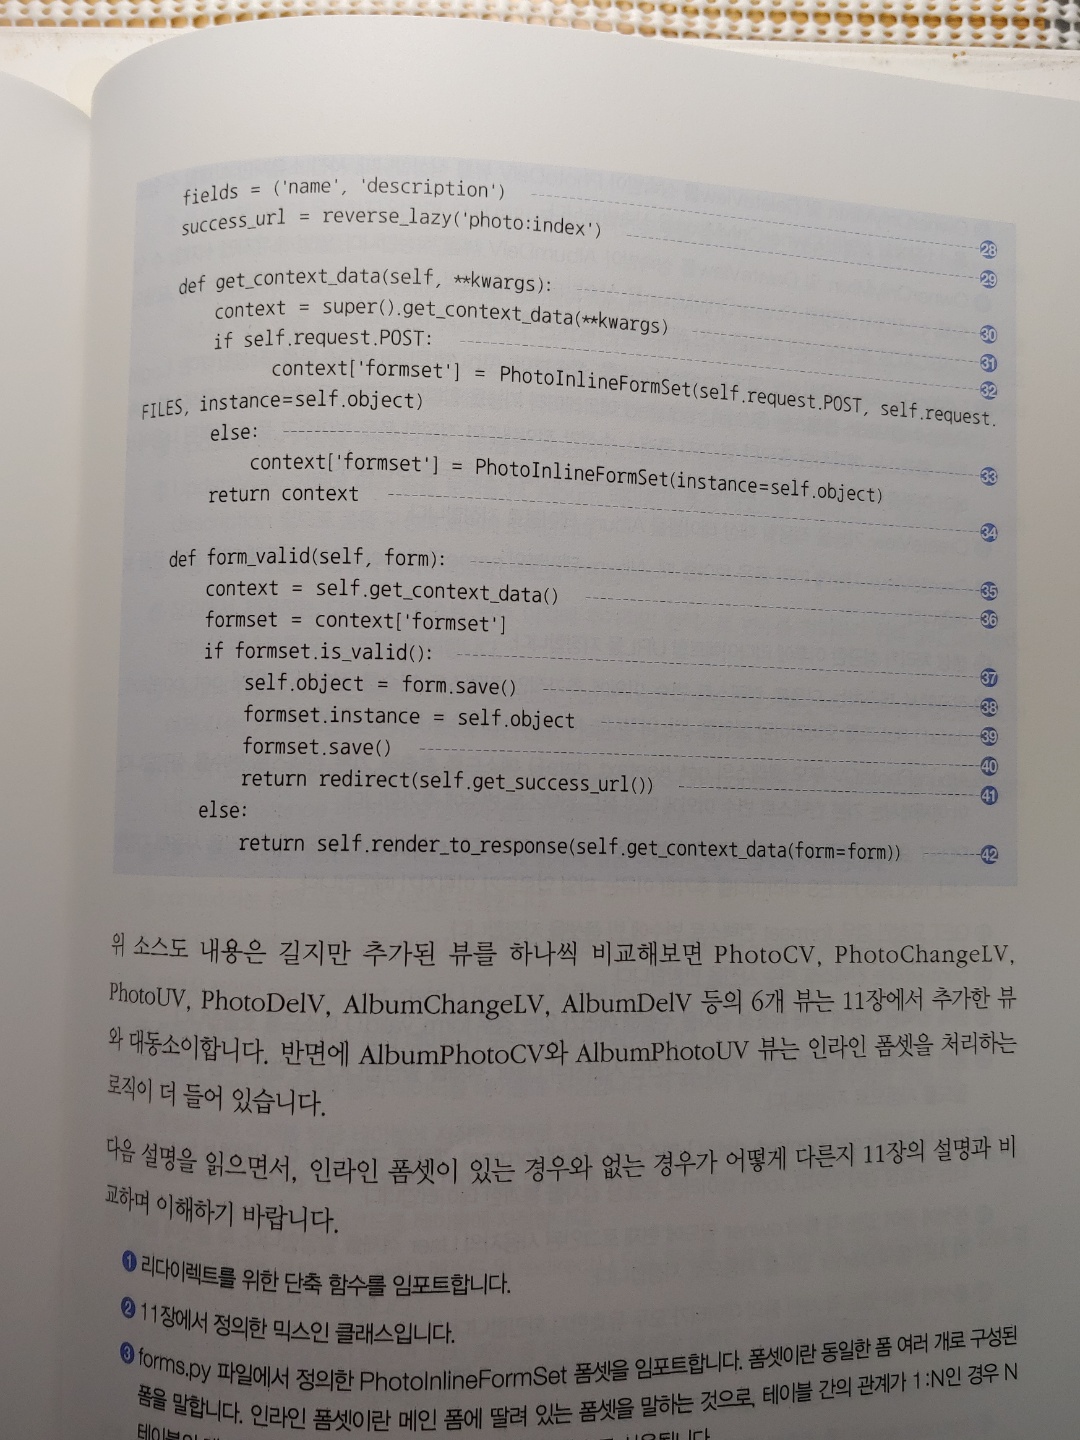 fields = ('name', 'description') 28
success_url = reverse_lazy('photo:index') 29
def get_context_data(self, **kwargs): 30
context = super().get_context_data(**kwargs) 31
if self.request.POST: 32
context['formset'] = PhotoInlineFormSet(self.request.POST, self.request.
FILES, instance=self.object)
else: 33
context['formset'] = PhotoInlineFormSet(instance=self.object)
return context 34
def form_valid(self, form): 35
context = self.get_context_data() 36
formset = context['formset']
if formset.is_valid(): 37
self.object = form.save() 38
formset.instance = self.object 39
formset.save() 40
return redirect(self.get_success_url()) 41
else:
return self.render_to_response(self.get_context_data(form=form)) 42
위 소스도 내용은 길지만 추가된 뷰를 하나씩 비교해보면 PhotoCV, PhotoChangeLV,
PhotoUV, PhotoDelV, AlbumChangeLV, AlbumDelV 등의 6개 뷰는 11장에서 추가한 뷰
와 대동소이합니다. 반면에 AlbumPhotoCV와 AlbumPhotoUV 뷰는 인라인 폼셋을 처리하는
로직이 더 들어 있습니다.
다음 설명을 읽으면서, 인라인 폼셋이 있는 경우와 없는 경우가 어떻게 다른지 11장의 설명과 비
교하며 이해하기 바랍니다.
1 리다이렉트를 위한 단축 함수를 임포트합니다.
2 11장에서 정의한 믹스인 클래스입니다.
3 forms.py 파일에서 정의한 PhotoInlineFormSet 폼셋을 임포트합니다. 폼셋이란 동일한 폼 여러 개로 구성된
폼을 말합니다. 인라인 폼셋이란 메인 폼에 딸려 있는 폼셋을 말하는 것으로, 테이블 간의 관계가 1:N인 경우 N